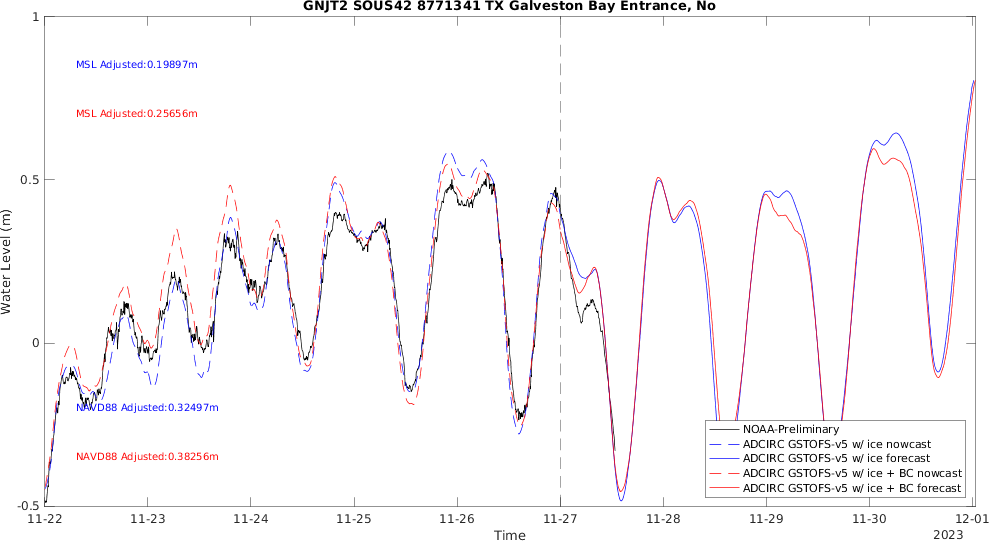 GNJT2 SOUS42 8771341 TX Galveston Bay Entrance, No
1
MSL Adjusted:0.19897m
MSL Adjusted:0.25656m
0.5
Water Level (m)
0
NAVD88 Adjusted:0.32497m
NAVD88 Adjusted:0.38256m
NOAA-Preliminary
ADCIRC GSTOFS-v5 w/ ice nowcast
ADCIRC GSTOFS-v5 w/ ice forecast
ADCIRC GSTOFS-v5 w/ ice + BC nowcast
ADCIRC GSTOFS-v5 w/ ice + BC forecast
-0.5
11-22 11-23 11-24 11-25 11-26 11-27 11-28 11-29 11-30 12-01
Time
2023